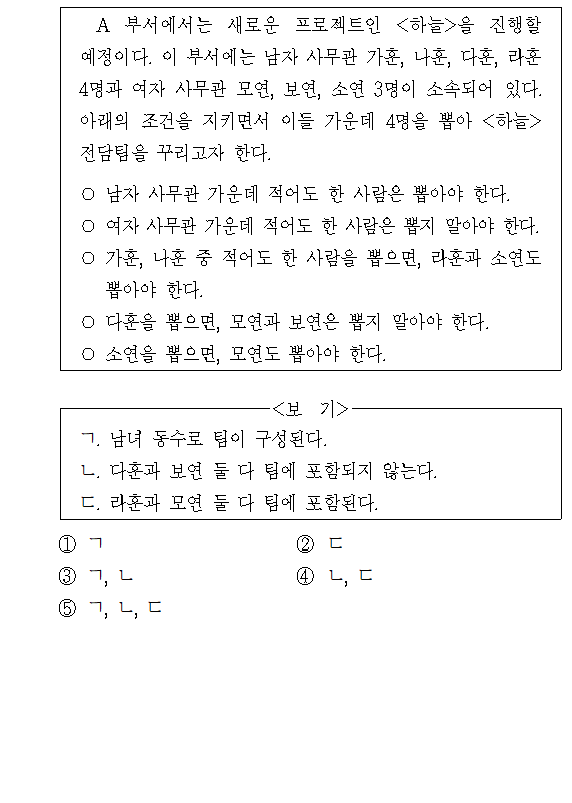 A 부서에서는 새로운 프로젝트인 <하늘>을 진행할
예정이다. 이 부서에는 남자 사무관 가훈, 나훈, 다훈, 라훈
4명과 여자 사무관 모연, 보연, 소연 3명이 소속되어 있다.
아래의 조건을 지키면서 이들 가운데 4명을 뽑아 <하늘>
전담팀을 꾸리고자 한다.
○ 남자 사무관 가운데 적어도 한 사람은 뽑아야 한다.
○ 여자 사무관 가운데 적어도 한 사람은 뽑지 말아야 한다.
○ 가훈, 나훈 중 적어도 한 사람을 뽑으면, 라훈과 소연도
뽑아야 한다.
○ 다훈을 뽑으면, 모연과 보연은 뽑지 말아야 한다.
○ 소연을 뽑으면, 모연도 뽑아야 한다.
<보 기>
ㄱ. 남녀 동수로 팀이 구성된다.
ㄴ. 다훈과 보연 둘 다 팀에 포함되지 않는다.
ㄷ. 라훈과 모연 둘 다 팀에 포함된다.
① ㄱ ② ㄷ
③ ㄱ, ㄴ ④ ㄴ, ㄷ
⑤ ㄱ, ㄴ, ㄷ